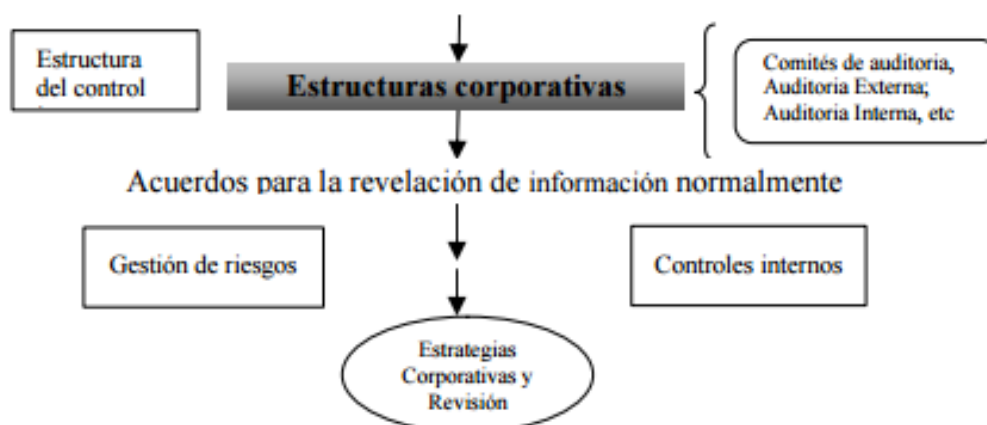 Estructura
del control
Estructuras corporativas
Comités de auditoria,
Auditoria Externa;
Auditoria Interna, etc
Acuerdos para la revelación de información normalmente
Gestión de riesgos
Controles internos
Estrategias
Corporativas y
Revisión